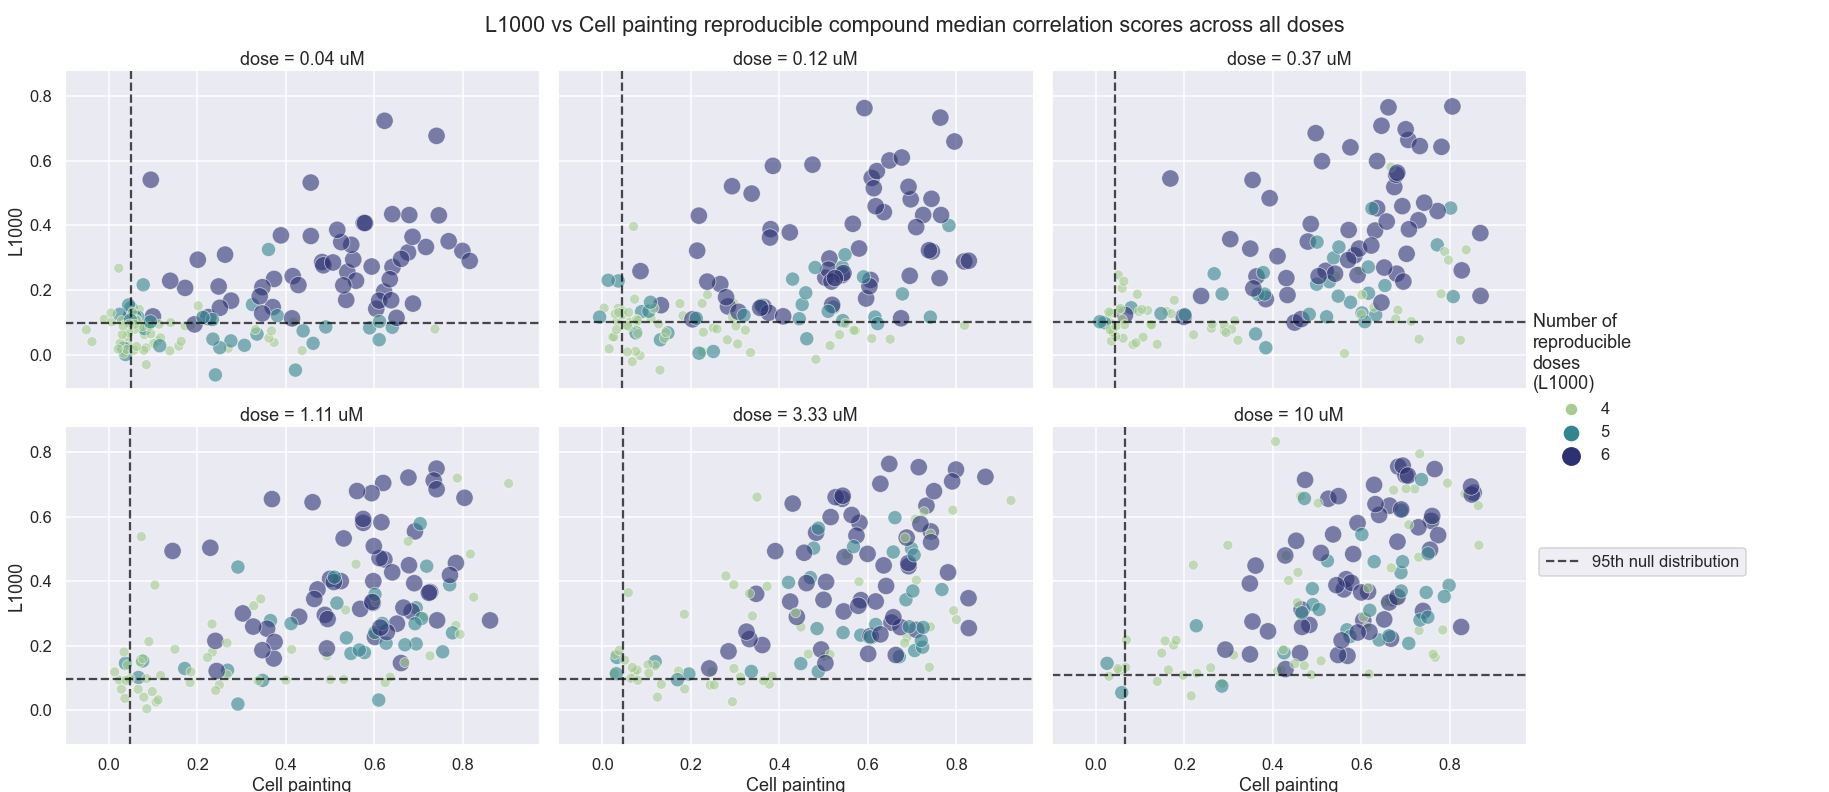 L1000 vs Cell painting reproducible compound median correlation scores across all doses
dose = 0.04 uM
dose = 0.12 uM
dose = 0.37 uM
0.8
0.6
0.4
0.2
0.0
L1000
dose = 1.11 uM
dose = 3.33 uM
dose = 10 uM
0.8
0.6
0.4
0.2
0.0
L1000
0.0 0.2 0.4 0.6 0.8
0.0 0.2 0.4 0.6 0.8
0.0 0.2 0.4 0.6 0.8
Cell painting
Cell painting
Cell painting
Number of
reproducible
doses
(L1000)
4
5
6
95th null distribution